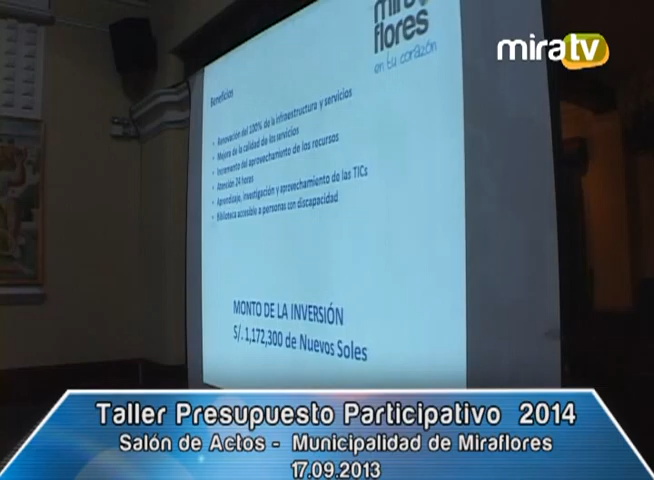 mira
flores
en tu corazón
miratv
Beneficios
• Renovación del 100% de la infraestructura y servicios
• Mejora de la calidad de los servicios
• Incremento del aprovechamiento de los recursos
• Atención 24 horas
• Aprendizaje, investigación y aprovechamiento de las TICs
• Biblioteca accesible a personas con discapacidad
MONTO DE LA INVERSIÓN
S/. 1,172,300 de Nuevos Soles
Taller Presupuesto Participativo 2014
Salón de Actos - Municipalidad de Miraflores
17.09.2013